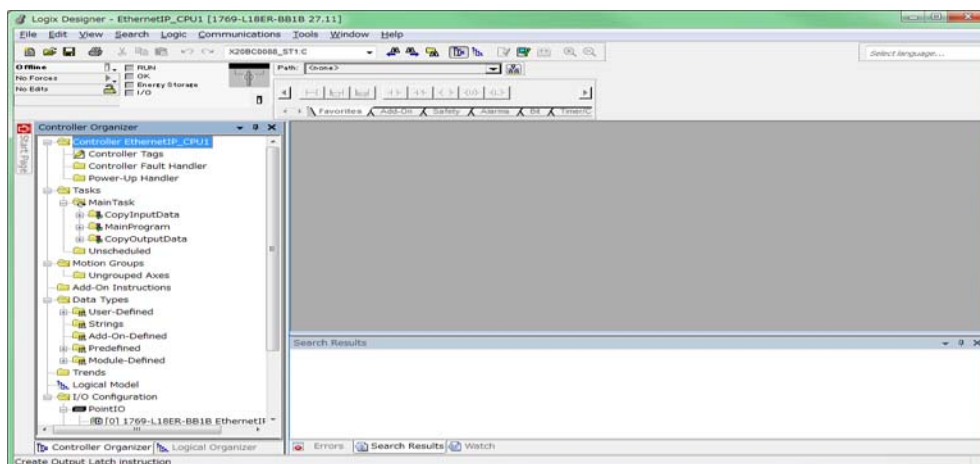 Logix Designer - EthernetIP_CPU1 [1769-L18ER-BB1B 27.11]
File Edit View Search Logic Communications Tools Window Help
X20BC0088_ST1:C
Select language...
Offline
RUN
No Forces
OK
No Edits
Energy Storage
I/O
Path: <none>
Favorites Add-On Safety Alarms Bit Timer/C
Start Page
Controller Organizer
Controller EthernetIP_CPU1
Controller Tags
Controller Fault Handler
Power-Up Handler
Tasks
MainTask
CopyInputData
MainProgram
CopyOutputData
Unscheduled
Motion Groups
Ungrouped Axes
Add-On Instructions
Data Types
User-Defined
Strings
Add-On-Defined
Predefined
Module-Defined
Trends
Logical Model
I/O Configuration
PointIO
[0] 1769-L18ER-BB1B EthernetIP
Controller Organizer Logical Organizer
Search Results
Errors Search Results Watch
Create Output Latch instruction